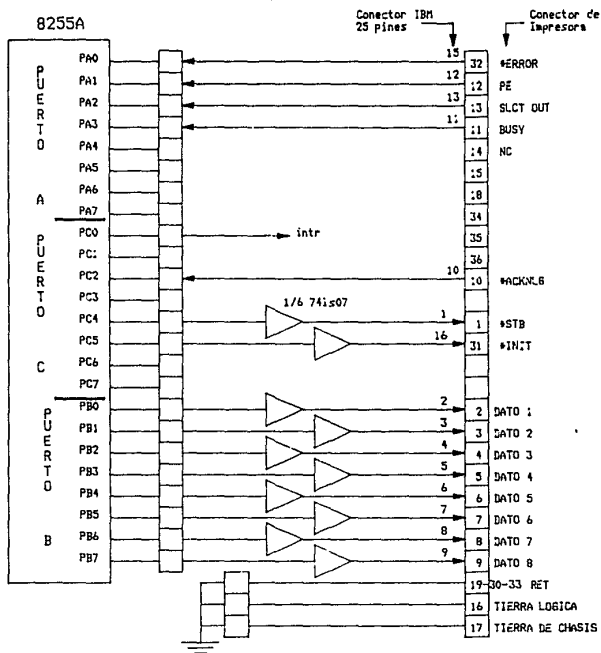 8255A
Conector IBM
25 pines
Conector de
Impresora
PUERTO A
PUERTO C
PUERTO B
PA0 15 32 *ERROR
PA1 12 12 PE
PA2 13 13 SLCT OUT
PA3 11 11 BUSY
PA4 14 NC
PA5 15
PA6 18
PA7 34
PC0 intr 35
PC1 36
PC2 10 10 *ACKNLG
PC3
1/6 74ls07
PC4 1 1 *STB
PC5 16 31 *INIT
PC6
PC7
PB0 2 2 DATO 1
PB1 3 3 DATO 2
PB2 4 4 DATO 3
PB3 5 5 DATO 4
PB4 6 6 DATO 5
PB5 7 7 DATO 6
PB6 8 8 DATO 7
PB7 9 9 DATO 8
19-30-33 RET
16 TIERRA LOGICA
17 TIERRA DE CHASIS